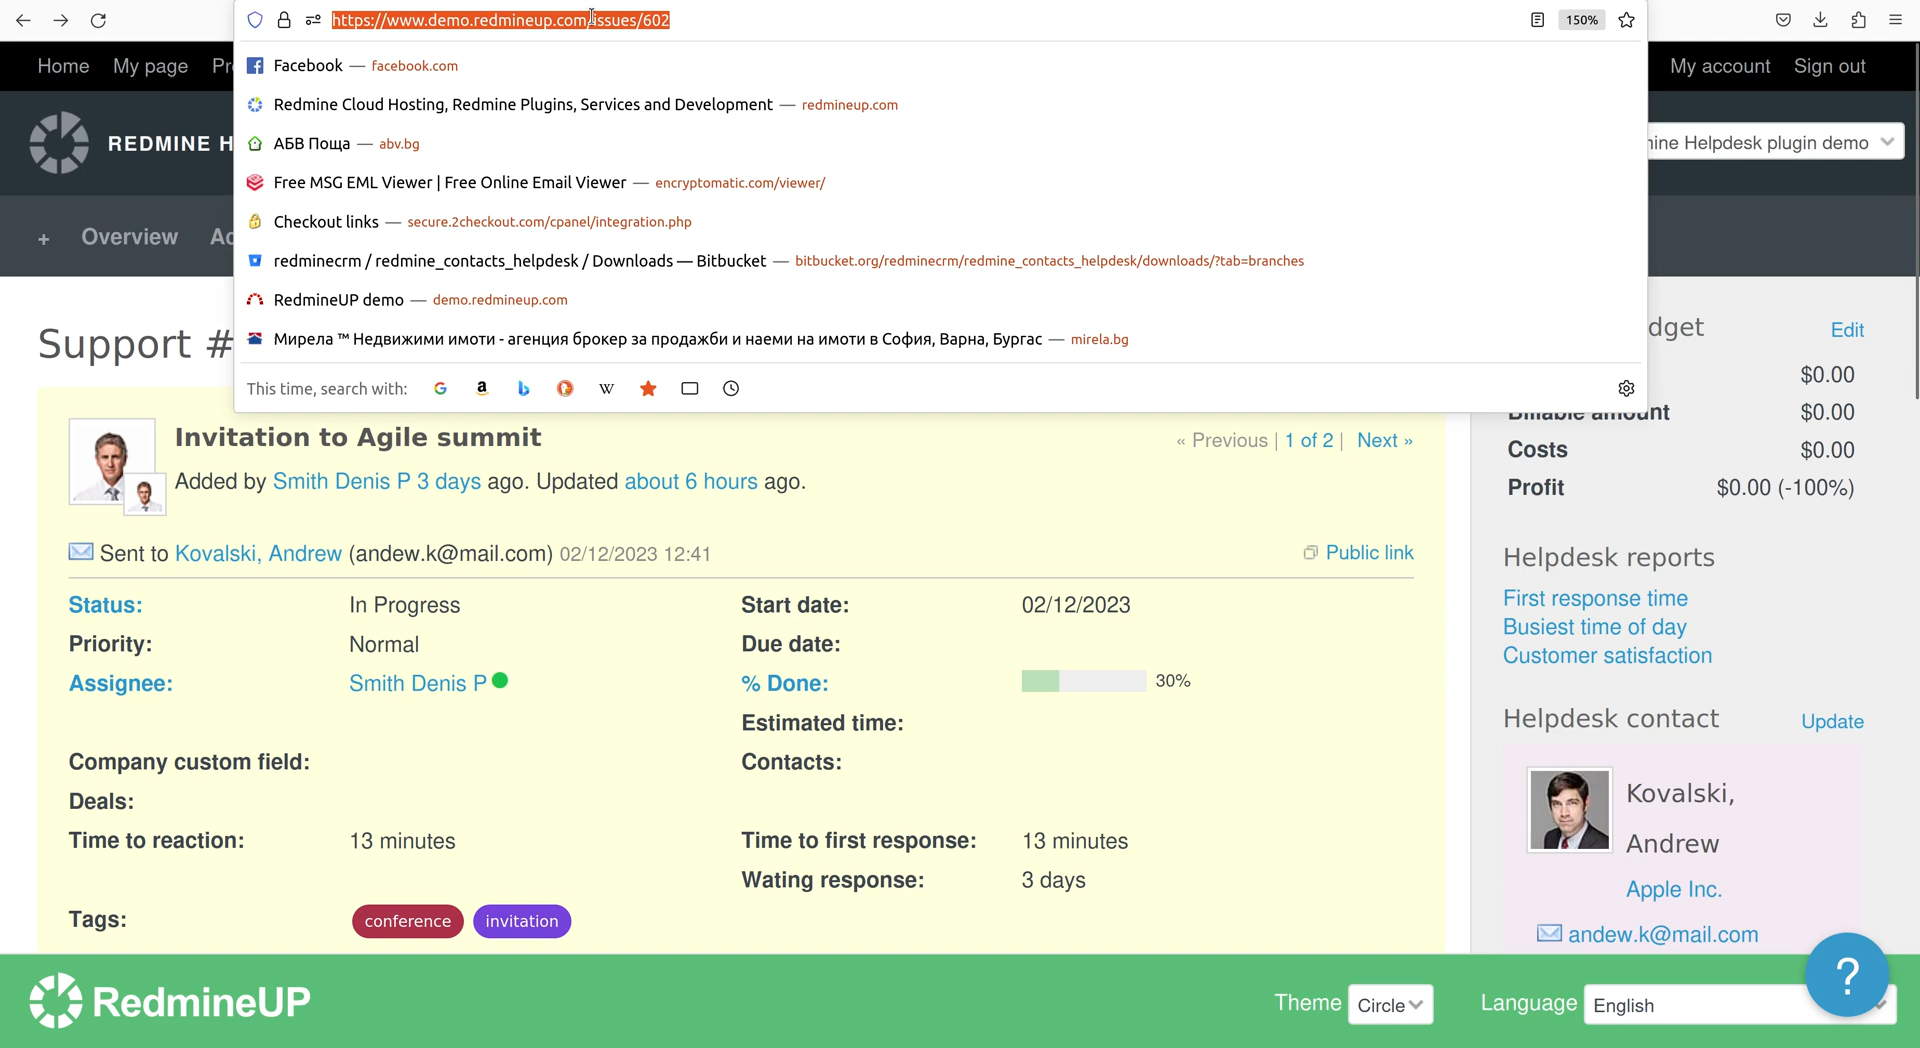 https://www.demo.redmineup.com/issues/602
150%
Home My page Pr
My account Sign out
Facebook — facebook.com
Redmine Cloud Hosting, Redmine Plugins, Services and Development — redmineup.com
АБВ Поща — abv.bg
Free MSG EML Viewer | Free Online Email Viewer — encryptomatic.com/viewer/
Checkout links — secure.2checkout.com/cpanel/integration.php
redminecrm / redmine_contacts_helpdesk / Downloads — Bitbucket — bitbucket.org/redminecrm/redmine_contacts_helpdesk/downloads/?tab=branches
RedmineUP demo — demo.redmineup.com
Мирела ™ Недвижими имоти - агенция брокер за продажби и наеми на имоти в София, Варна, Бургас — mirela.bg
This time, search with:
REDMINE H
ine Helpdesk plugin demo
+ Overview Ac
Support #
Invitation to Agile summit
« Previous | 1 of 2 | Next »
Added by Smith Denis P 3 days ago. Updated about 6 hours ago.
Sent to Kovalski, Andrew (andew.k@mail.com) 02/12/2023 12:41
Public link
Status: In Progress
Start date: 02/12/2023
Priority: Normal
Due date:
Assignee: Smith Denis P
% Done: 30%
Estimated time:
Company custom field:
Contacts:
Deals:
Time to reaction: 13 minutes
Time to first response: 13 minutes
Wating response: 3 days
Tags: conference invitation
dget Edit
$0.00
Billable amount $0.00
Costs $0.00
Profit $0.00 (-100%)
Helpdesk reports
First response time
Busiest time of day
Customer satisfaction
Helpdesk contact Update
Kovalski,
Andrew
Apple Inc.
andew.k@mail.com
?
RedmineUP
Theme Circle
Language English